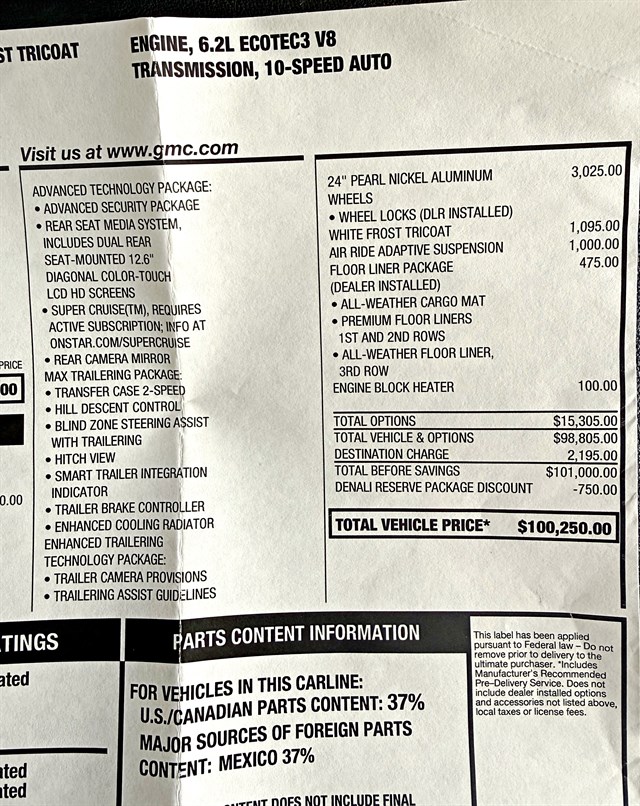 ST TRICOAT
ENGINE, 6.2L ECOTEC3 V8
TRANSMISSION, 10-SPEED AUTO
Visit us at www.gmc.com
ADVANCED TECHNOLOGY PACKAGE:
• ADVANCED SECURITY PACKAGE
• REAR SEAT MEDIA SYSTEM,
INCLUDES DUAL REAR
SEAT-MOUNTED 12.6"
DIAGONAL COLOR-TOUCH
LCD HD SCREENS
• SUPER CRUISE(TM), REQUIRES
ACTIVE SUBSCRIPTION; INFO AT
ONSTAR.COM/SUPERCRUISE
• REAR CAMERA MIRROR
MAX TRAILERING PACKAGE:
• TRANSFER CASE 2-SPEED
• HILL DESCENT CONTROL
• BLIND ZONE STEERING ASSIST
WITH TRAILERING
• HITCH VIEW
• SMART TRAILER INTEGRATION
INDICATOR
• TRAILER BRAKE CONTROLLER
• ENHANCED COOLING RADIATOR
ENHANCED TRAILERING
TECHNOLOGY PACKAGE:
• TRAILER CAMERA PROVISIONS
• TRAILERING ASSIST GUIDELINES
24" PEARL NICKEL ALUMINUM 3,025.00
WHEELS
• WHEEL LOCKS (DLR INSTALLED)
WHITE FROST TRICOAT 1,095.00
AIR RIDE ADAPTIVE SUSPENSION 1,000.00
FLOOR LINER PACKAGE 475.00
(DEALER INSTALLED)
• ALL-WEATHER CARGO MAT
• PREMIUM FLOOR LINERS
1ST AND 2ND ROWS
• ALL-WEATHER FLOOR LINER,
3RD ROW
ENGINE BLOCK HEATER 100.00
TOTAL OPTIONS $15,305.00
TOTAL VEHICLE & OPTIONS $98,805.00
DESTINATION CHARGE 2,195.00
TOTAL BEFORE SAVINGS $101,000.00
DENALI RESERVE PACKAGE DISCOUNT -750.00
TOTAL VEHICLE PRICE* $100,250.00
PRICE
00
0.00
TINGS
ated
ated
ated
PARTS CONTENT INFORMATION
FOR VEHICLES IN THIS CARLINE:
U.S./CANADIAN PARTS CONTENT: 37%
MAJOR SOURCES OF FOREIGN PARTS
CONTENT: MEXICO 37%
NTENT DOES NOT INCLUDE FINAL
This label has been applied
pursuant to Federal law – Do not
remove prior to delivery to the
ultimate purchaser. *Includes
Manufacturer's Recommended
Pre-Delivery Service. Does not
include dealer installed options
and accessories not listed above,
local taxes or license fees.